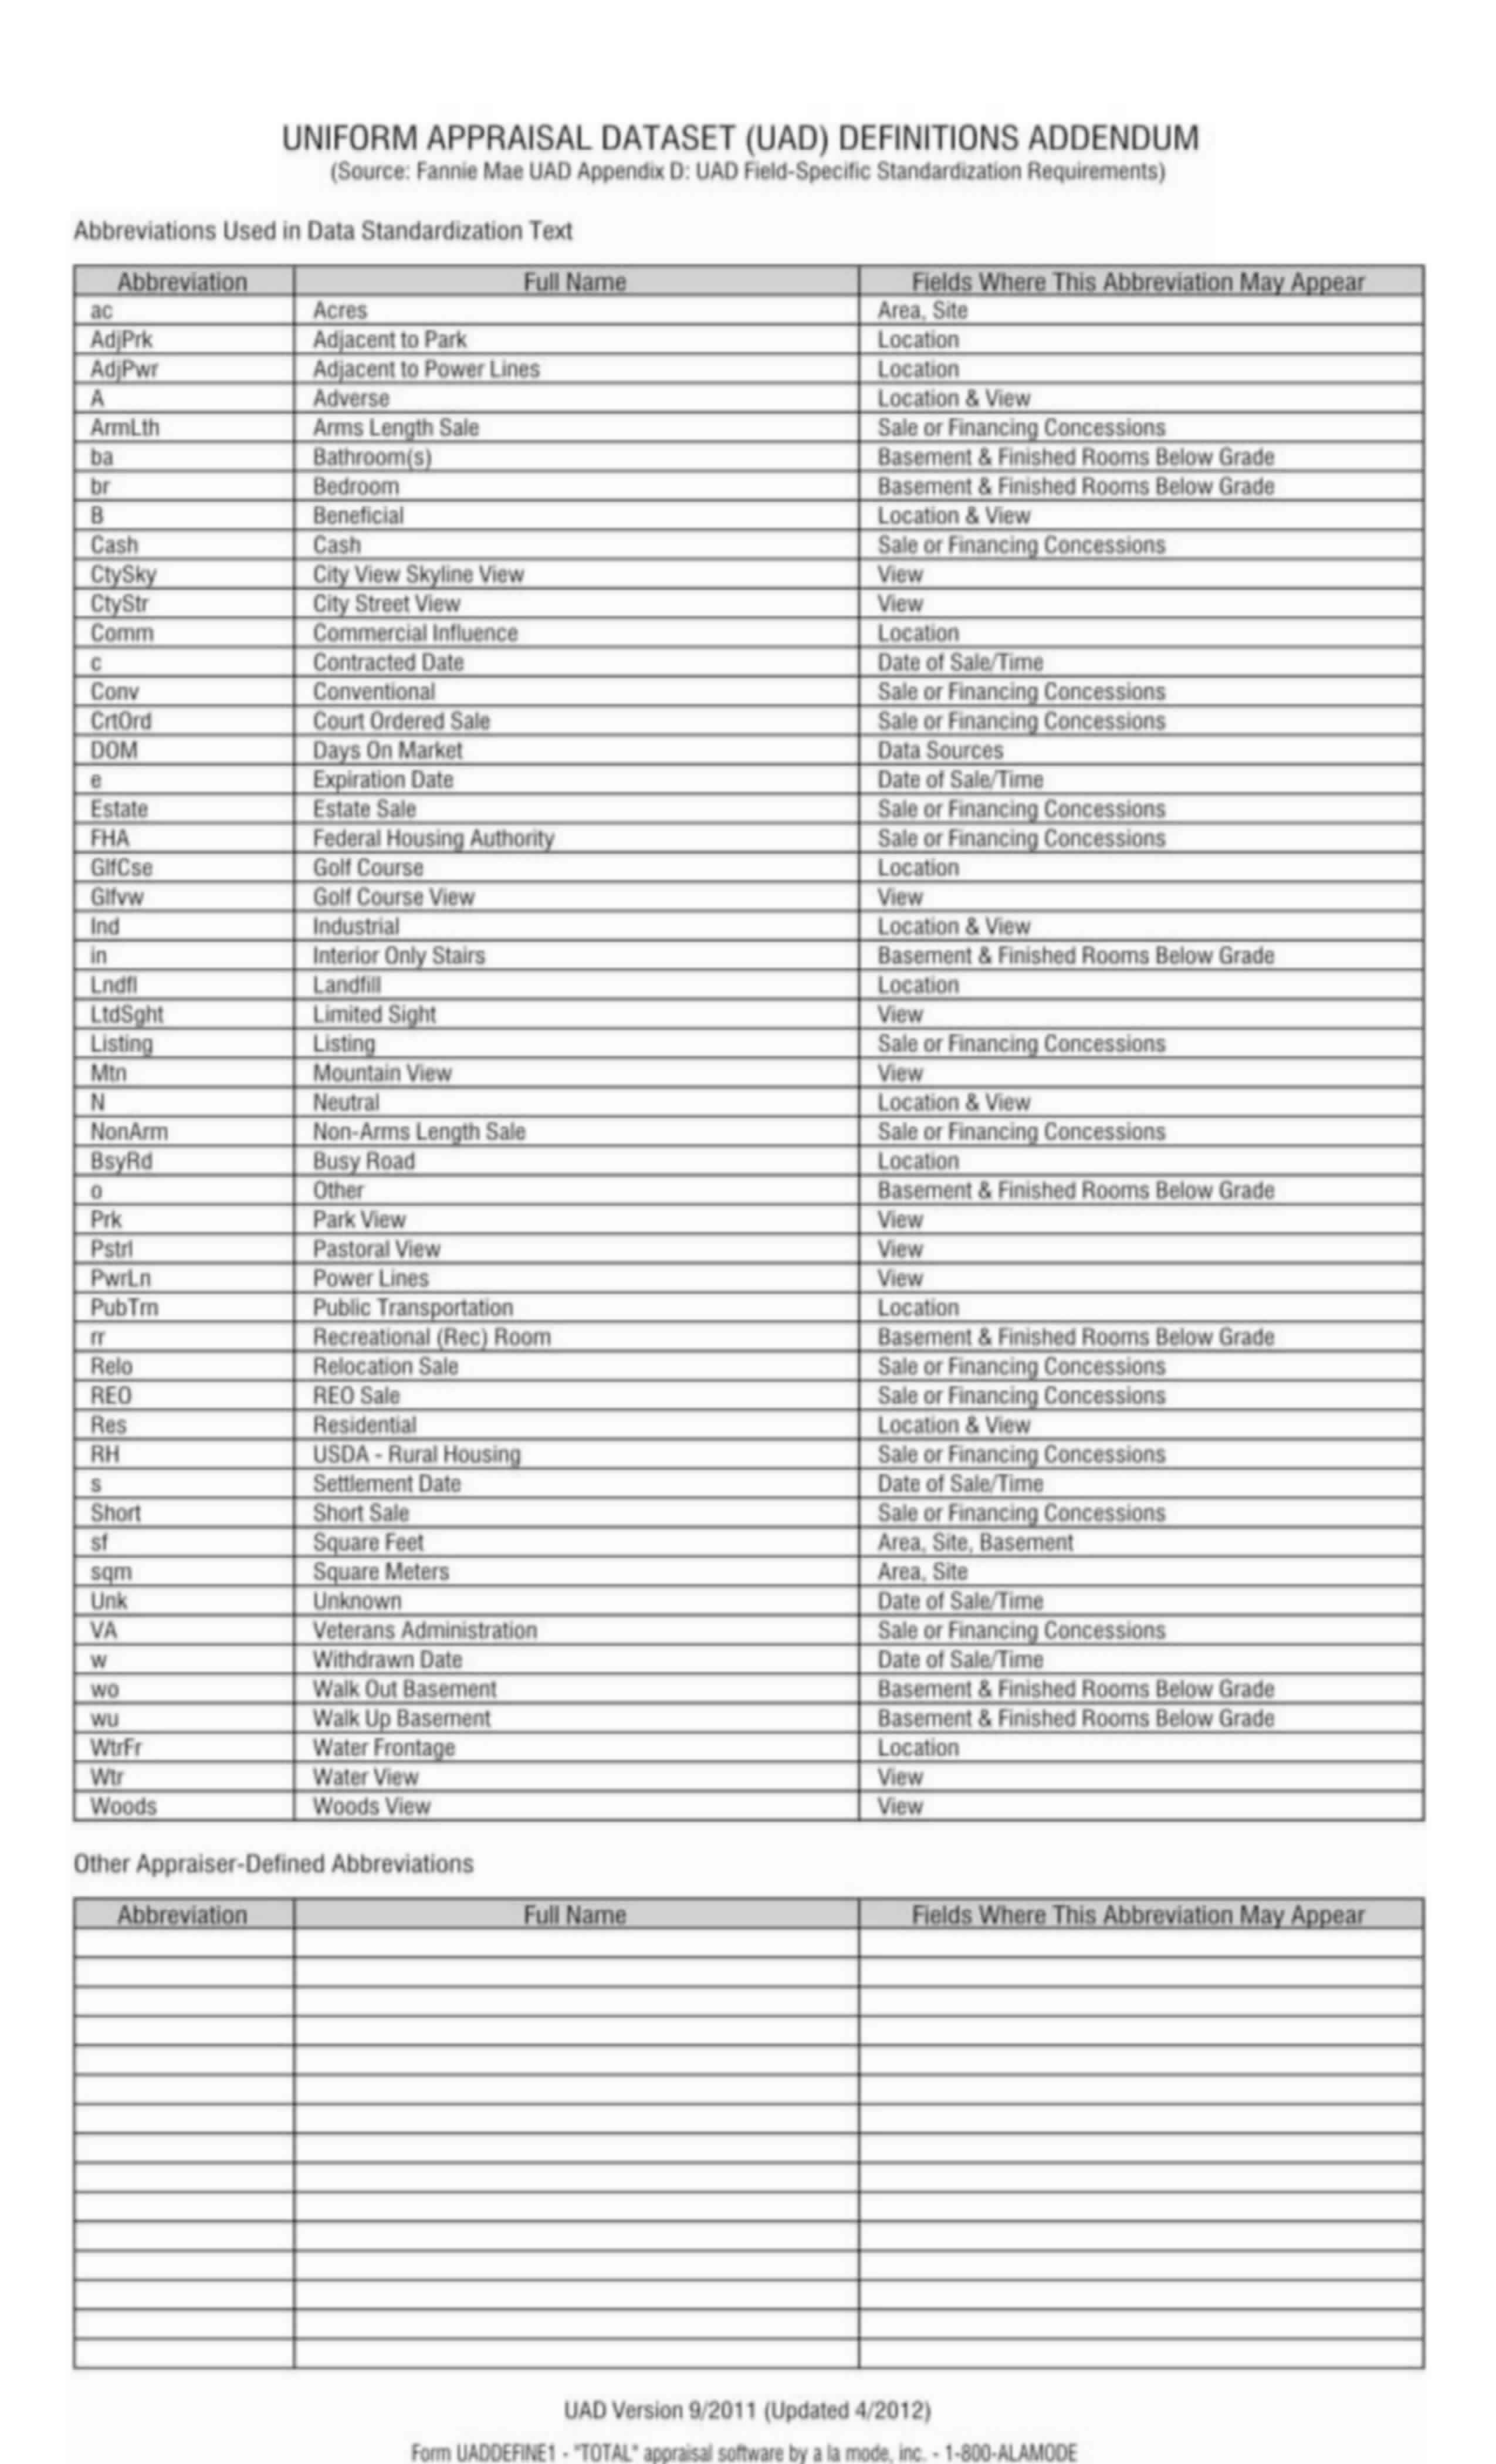 UNIFORM APPRAISAL DATASET (UAD) DEFINITIONS ADDENDUM
(Source: Fannie Mae UAD Appendix D: UAD Field-Specific Standardization Requirements)
Abbreviations Used in Data Standardization Text
Abbreviation Full Name Fields Where This Abbreviation May Appear
ac Acres Area, Site
AdjPrk Adjacent to Park Location
AdjPwr Adjacent to Power Lines Location
A Adverse Location & View
ArmLth Arms Length Sale Sale or Financing Concessions
ba Bathroom(s) Basement & Finished Rooms Below Grade
br Bedroom Basement & Finished Rooms Below Grade
B Beneficial Location & View
Cash Cash Sale or Financing Concessions
CtySky City View Skyline View View
CtyStr City Street View View
Comm Commercial Influence Location
c Contracted Date Date of Sale/Time
Conv Conventional Sale or Financing Concessions
CrtOrd Court Ordered Sale Sale or Financing Concessions
DOM Days On Market Data Sources
e Expiration Date Date of Sale/Time
Estate Estate Sale Sale or Financing Concessions
FHA Federal Housing Authority Sale or Financing Concessions
GlfCse Golf Course Location
Glfvw Golf Course View View
Ind Industrial Location & View
in Interior Only Stairs Basement & Finished Rooms Below Grade
Lndfl Landfill Location
LtdSght Limited Sight View
Listing Listing Sale or Financing Concessions
Mtn Mountain View View
N Neutral Location & View
NonArm Non-Arms Length Sale Sale or Financing Concessions
BsyRd Busy Road Location
o Other Basement & Finished Rooms Below Grade
Prk Park View View
Pstrl Pastoral View View
PwrLn Power Lines View
PubTrn Public Transportation Location
rr Recreational (Rec) Room Basement & Finished Rooms Below Grade
Relo Relocation Sale Sale or Financing Concessions
REO REO Sale Sale or Financing Concessions
Res Residential Location & View
RH USDA - Rural Housing Sale or Financing Concessions
s Settlement Date Date of Sale/Time
Short Short Sale Sale or Financing Concessions
sf Square Feet Area, Site, Basement
sqm Square Meters Area, Site
Unk Unknown Date of Sale/Time
VA Veterans Administration Sale or Financing Concessions
w Withdrawn Date Date of Sale/Time
wo Walk Out Basement Basement & Finished Rooms Below Grade
wu Walk Up Basement Basement & Finished Rooms Below Grade
WtrFr Water Frontage Location
Wtr Water View View
Woods Woods View View
Other Appraiser-Defined Abbreviations
Abbreviation Full Name Fields Where This Abbreviation May Appear
UAD Version 9/2011 (Updated 4/2012)
Form UADDEFINE1 - "TOTAL" appraisal software by a la mode, inc. - 1-800-ALAMODE